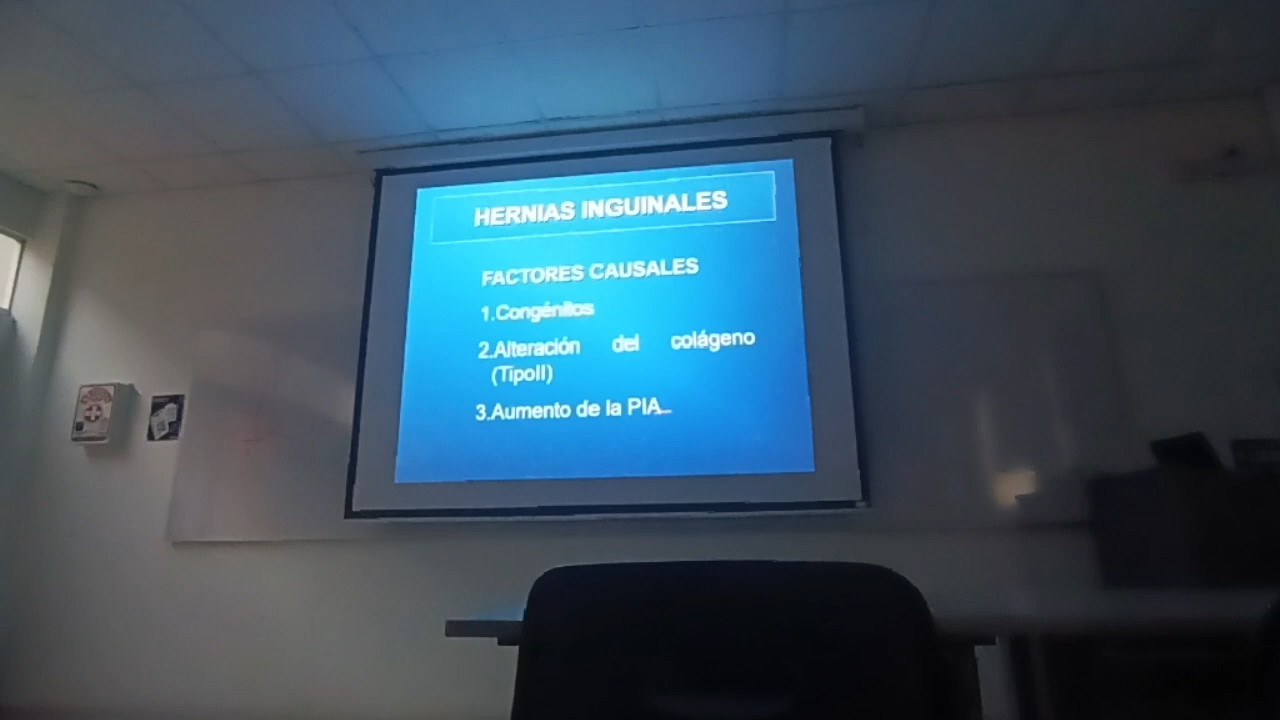 HERNIAS INGUINALES
FACTORES CAUSALES
1.Congénitos
2.Alteración del colágeno
(TipoII)
3.Aumento de la PIA